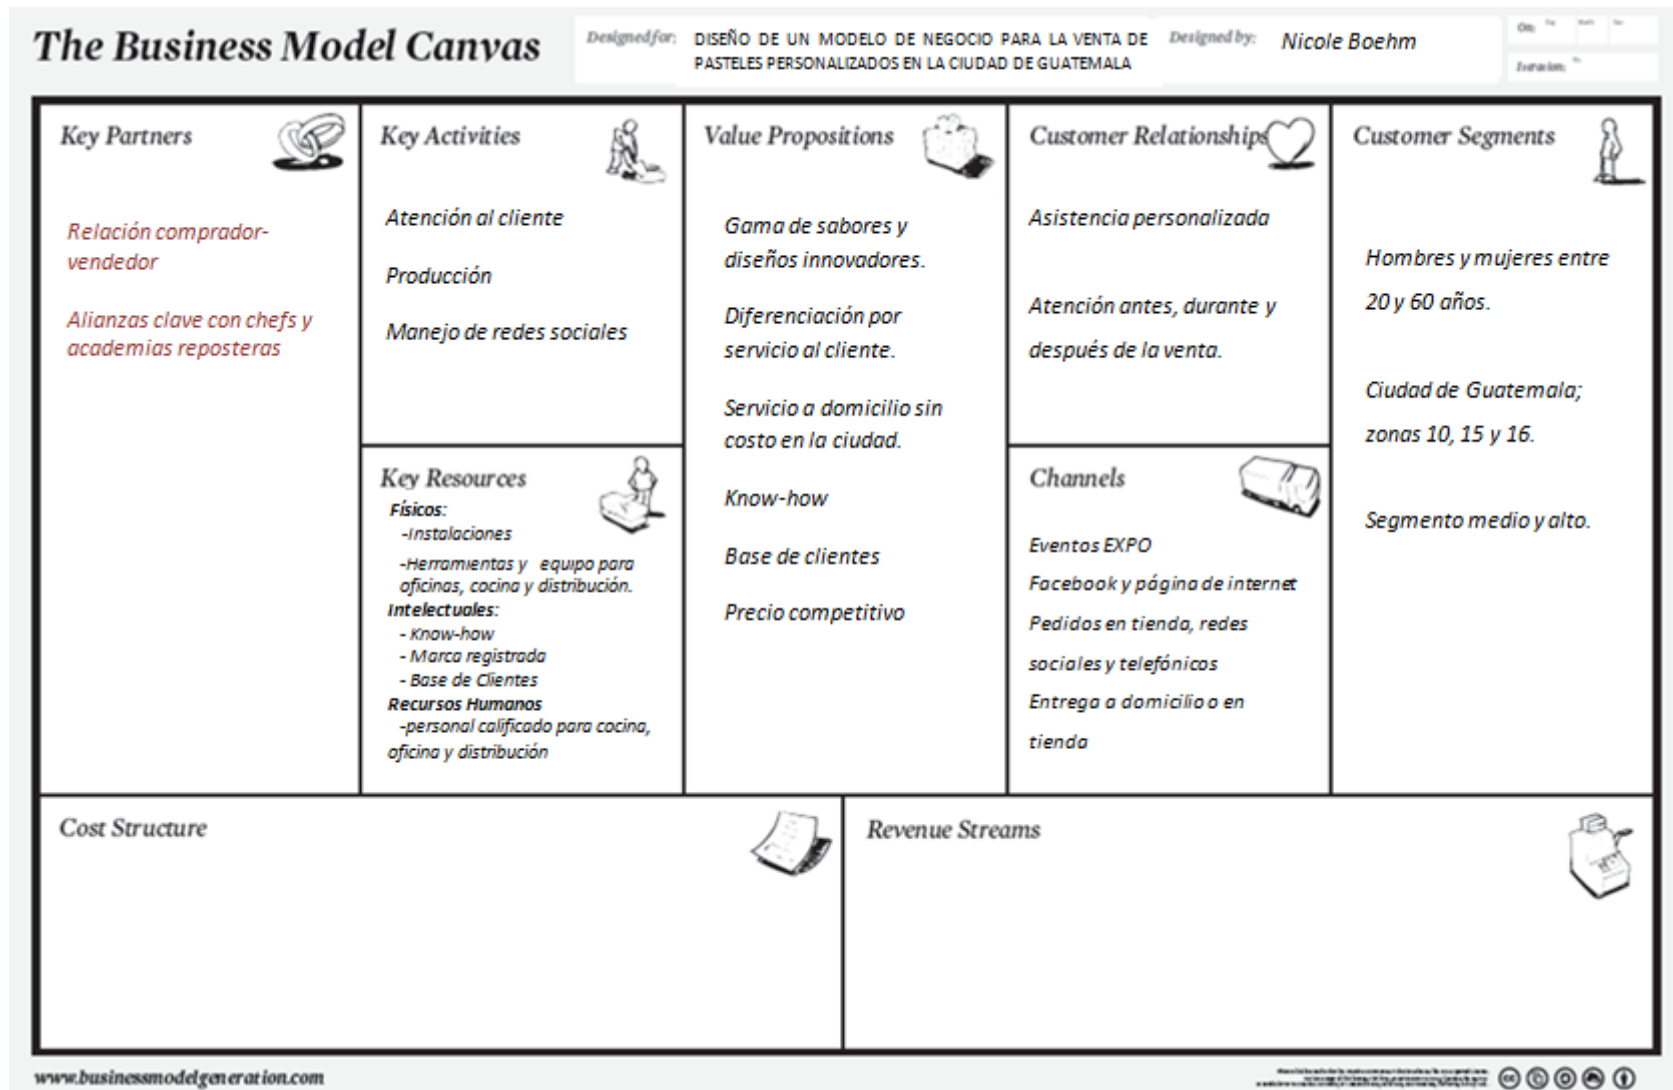 The Business Model Canvas
Designed for:
DISEÑO DE UN MODELO DE NEGOCIO PARA LA VENTA DE
PASTELES PERSONALIZADOS EN LA CIUDAD DE GUATEMALA
Designed by:
Nicole Boehm
On:
Iteration:
Key Partners
Relación comprador-
vendedor
Alianzas clave con chefs y
academias reposteras
Key Activities
Atención al cliente
Producción
Manejo de redes sociales
Key Resources
Físicos:
-Instalaciones
-Herramientas y equipo para
oficinas, cocina y distribución.
Intelectuales:
- Know-how
- Marca registrada
- Base de Clientes
Recursos Humanos
-personal calificado para cocina,
oficina y distribución
Value Propositions
Gama de sabores y
diseños innovadores.
Diferenciación por
servicio al cliente.
Servicio a domicilio sin
costo en la ciudad.
Know-how
Base de clientes
Precio competitivo
Customer Relationships
Asistencia personalizada
Atención antes, durante y
después de la venta.
Channels
Eventos EXPO
Facebook y página de internet
Pedidos en tienda, redes
sociales y telefónicos
Entrega a domicilio o en
tienda
Customer Segments
Hombres y mujeres entre
20 y 60 años.
Ciudad de Guatemala;
zonas 10, 15 y 16.
Segmento medio y alto.
Cost Structure
Revenue Streams
www.businessmodelgeneration.com